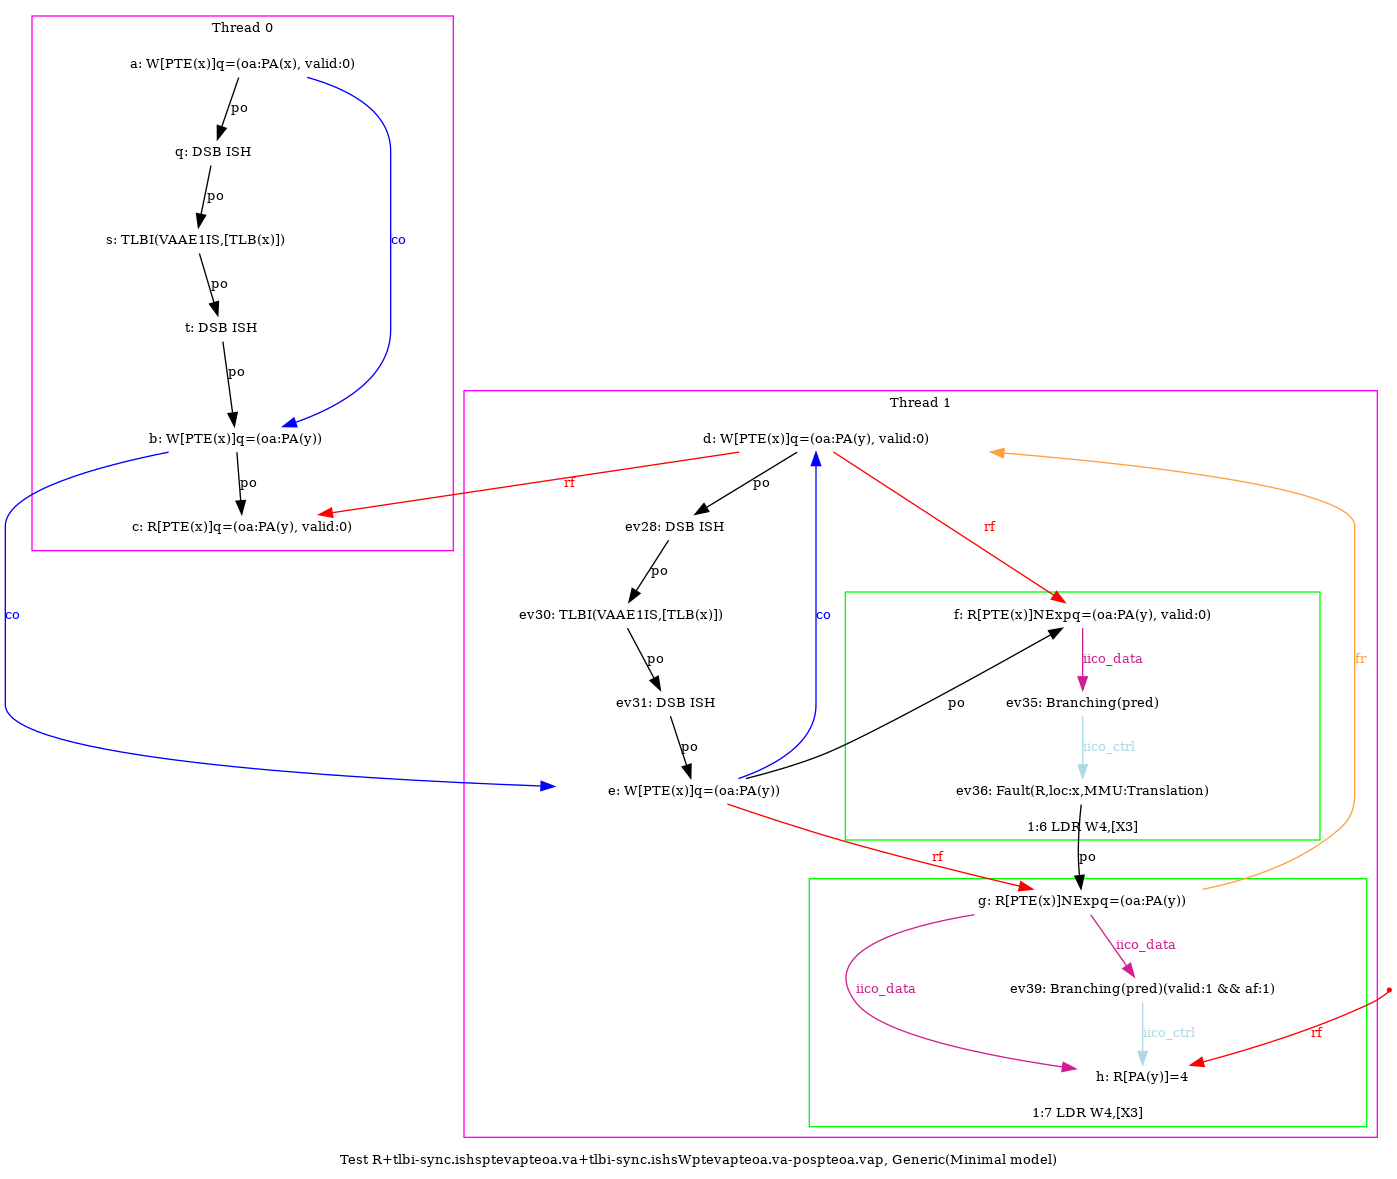 Thread 0
a: W[PTE(x)]q=(oa:PA(x), valid:0)
po
q: DSB ISH
po
s: TLBI(VAAE1IS,[TLB(x)])
co
po
t: DSB ISH
po
b: W[PTE(x)]q=(oa:PA(y))
po
c: R[PTE(x)]q=(oa:PA(y), valid:0)
co
Thread 1
d: W[PTE(x)]q=(oa:PA(y), valid:0)
rf
po
rf
ev28: DSB ISH
po
ev30: TLBI(VAAE1IS,[TLB(x)])
co
f: R[PTE(x)]NExpq=(oa:PA(y), valid:0)
po
iico_data
fr
ev31: DSB ISH
po
ev35: Branching(pred)
po
iico_ctrl
e: W[PTE(x)]q=(oa:PA(y))
ev36: Fault(R,loc:x,MMU:Translation)
1:6 LDR W4,[X3]
rf
po
g: R[PTE(x)]NExpq=(oa:PA(y))
iico_data
iico_data
ev39: Branching(pred)(valid:1 && af:1)
iico_ctrl
rf
h: R[PA(y)]=4
1:7 LDR W4,[X3]
Test R+tlbi-sync.ishsptevapteoa.va+tlbi-sync.ishsWptevapteoa.va-pospteoa.vap, Generic(Minimal model)